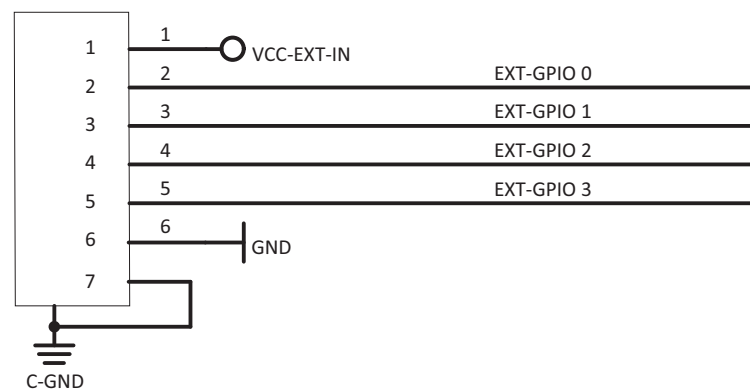 1 1 VCC-EXT-IN
2 2 EXT-GPIO 0
3 3 EXT-GPIO 1
4 4 EXT-GPIO 2
5 5 EXT-GPIO 3
6 6 GND
7
C-GND